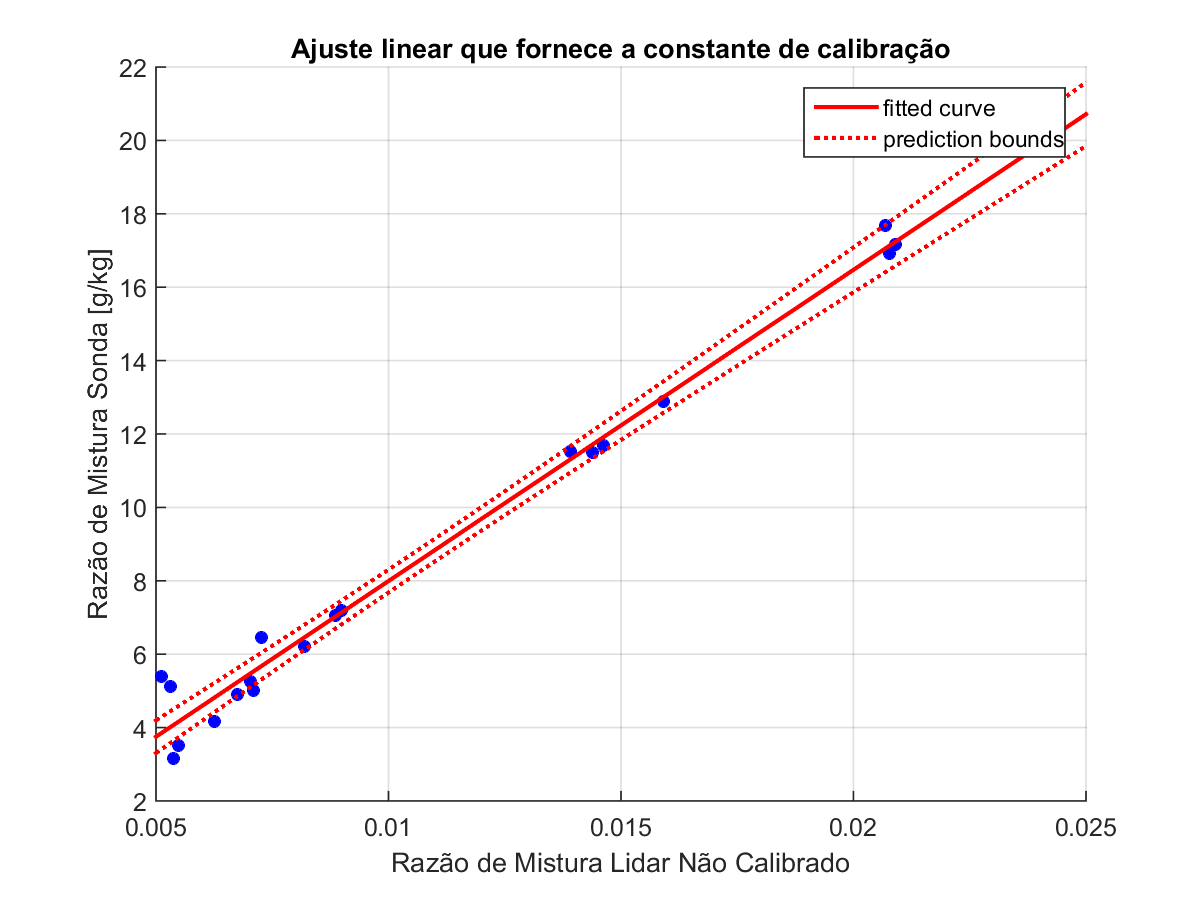 Ajuste linear que fornece a constante de calibração
22
20
18
16
14
12
10
8
6
4
2
fitted curve
prediction bounds
Razão de Mistura Sonda [g/kg]
0.005 0.01 0.015 0.02 0.025
Razão de Mistura Lidar Não Calibrado